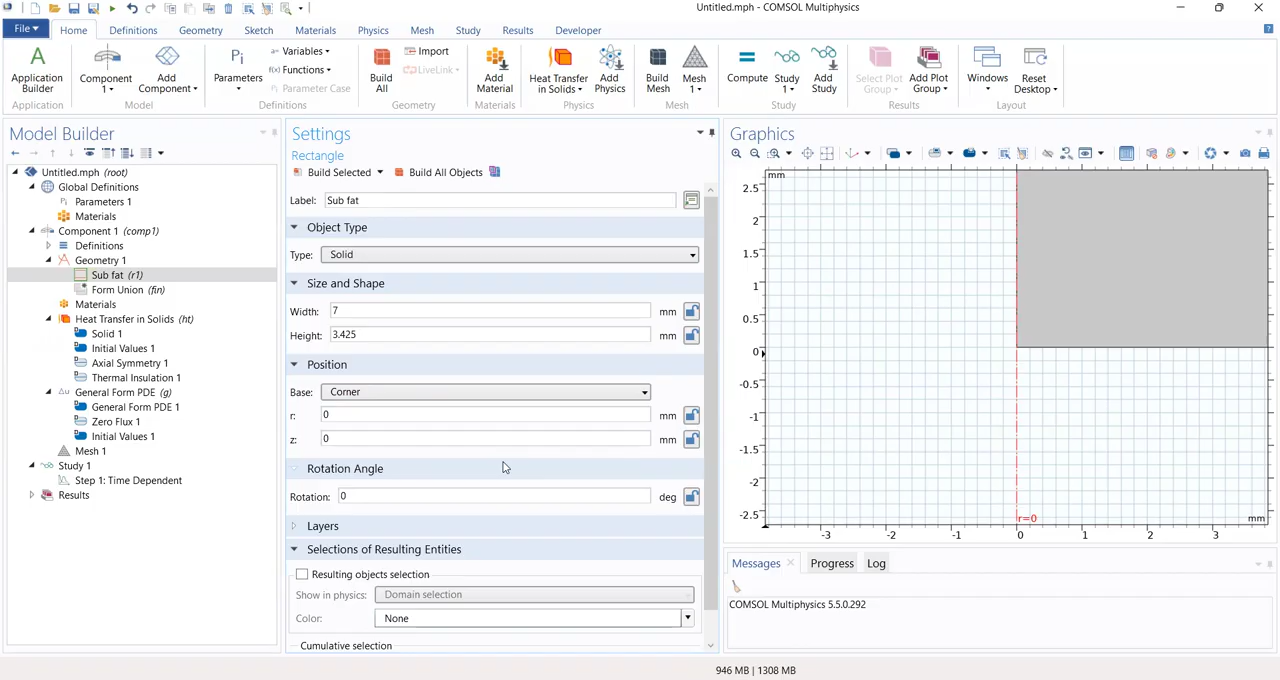 Untitled.mph - COMSOL Multiphysics
File Home Definitions Geometry Sketch Materials Physics Mesh Study Results Developer
Application Builder
Component 1
Add Component
Parameters
Variables
Functions
Parameter Case
Build All
Import
LiveLink
Add Material
Heat Transfer in Solids
Add Physics
Build Mesh
Mesh 1
Compute
Study 1
Add Study
Select Plot Group
Add Plot Group
Windows
Reset Desktop
Application Model Definitions Geometry Materials Physics Mesh Study Results Layout
Model Builder
Untitled.mph (root)
Global Definitions
Parameters 1
Materials
Component 1 (comp1)
Definitions
Geometry 1
Sub fat (r1)
Form Union (fin)
Materials
Heat Transfer in Solids (ht)
Solid 1
Initial Values 1
Axial Symmetry 1
Thermal Insulation 1
General Form PDE (g)
General Form PDE 1
Zero Flux 1
Initial Values 1
Mesh 1
Study 1
Step 1: Time Dependent
Results
Settings
Rectangle
Build Selected Build All Objects
Label: Sub fat
Object Type
Type: Solid
Size and Shape
Width: 7 mm
Height: 3.425 mm
Position
Base: Corner
r: 0 mm
z: 0 mm
Rotation Angle
Rotation: 0 deg
Layers
Selections of Resulting Entities
Resulting objects selection
Show in physics: Domain selection
Color: None
Cumulative selection
Graphics
mm
2.5
2
1.5
1
0.5
0
-0.5
-1
-1.5
-2
-2.5
r=0 mm
-3 -2 -1 0 1 2 3
Messages Progress Log
COMSOL Multiphysics 5.5.0.292
946 MB | 1308 MB